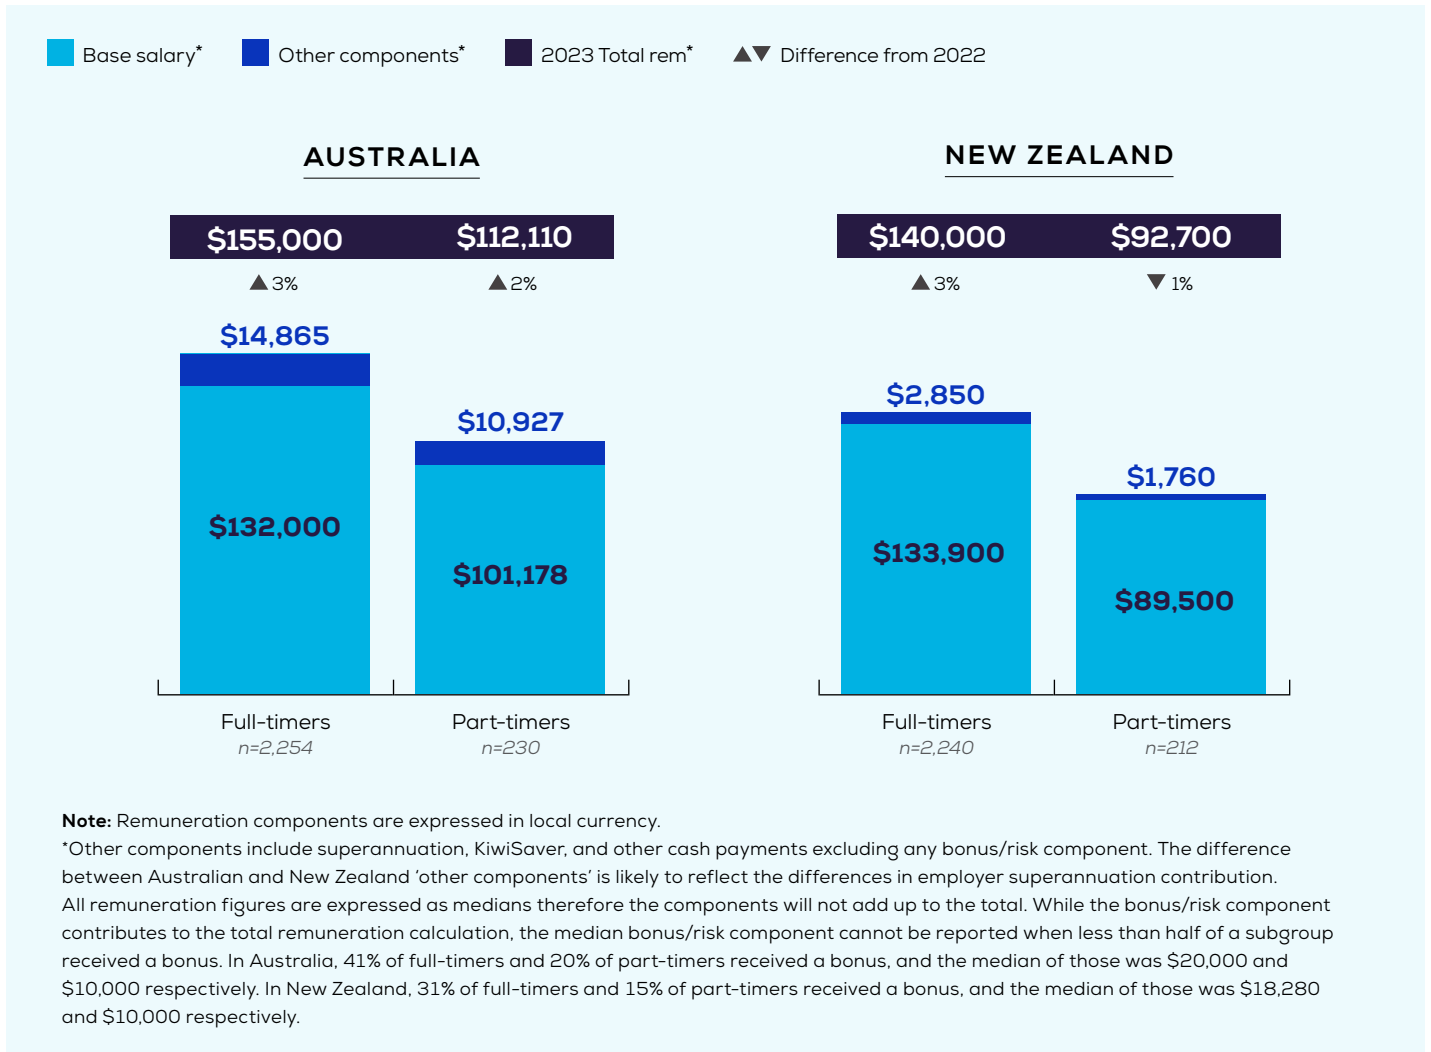 Base salary* Other components* 2023 Total rem* ▲▼ Difference from 2022
AUSTRALIA
$155,000 $112,110
▲3% ▲2%
$14,865
$10,927
$132,000
$101,178
Full-timers Part-timers
n=2,254 n=230
NEW ZEALAND
$140,000 $92,700
▲3% ▼1%
$2,850
$1,760
$133,900
$89,500
Full-timers Part-timers
n=2,240 n=212
Note: Remuneration components are expressed in local currency.
*Other components include superannuation, KiwiSaver, and other cash payments excluding any bonus/risk component. The difference
between Australian and New Zealand ‘other components’ is likely to reflect the differences in employer superannuation contribution.
All remuneration figures are expressed as medians therefore the components will not add up to the total. While the bonus/risk component
contributes to the total remuneration calculation, the median bonus/risk component cannot be reported when less than half of a subgroup
received a bonus. In Australia, 41% of full-timers and 20% of part-timers received a bonus, and the median of those was $20,000 and
$10,000 respectively. In New Zealand, 31% of full-timers and 15% of part-timers received a bonus, and the median of those was $18,280
and $10,000 respectively.